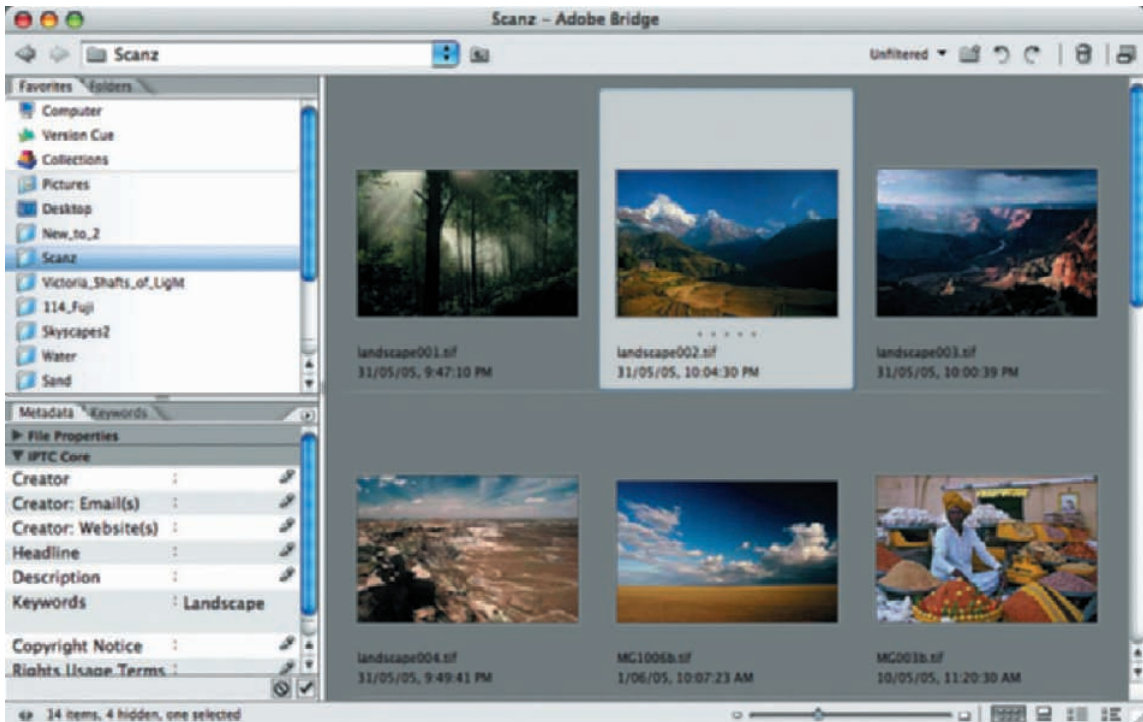 Scanz – Adobe Bridge
Scanz
Unfiltered
Favorites Folders
Computer
Version Cue
Collections
Pictures
Desktop
New_to_2
Scanz
Victoria_Shafts_of_Light
114_Fuji
Skyscapes2
Water
Sand
Metadata Keywords
File Properties
IPTC Core
Creator :
Creator: Email(s) :
Creator: Website(s) :
Headline :
Description :
Keywords : Landscape
Copyright Notice :
Rights Usage Terms :
landscape001.tif
31/05/05, 9:47:10 PM
landscape002.tif
31/05/05, 10:04:30 PM
landscape003.tif
31/05/05, 10:00:39 PM
landscape004.tif
31/05/05, 9:49:41 PM
MG1006b.tif
1/06/05, 10:07:23 AM
MG003b.tif
10/05/05, 11:20:30 AM
14 items, 4 hidden, one selected